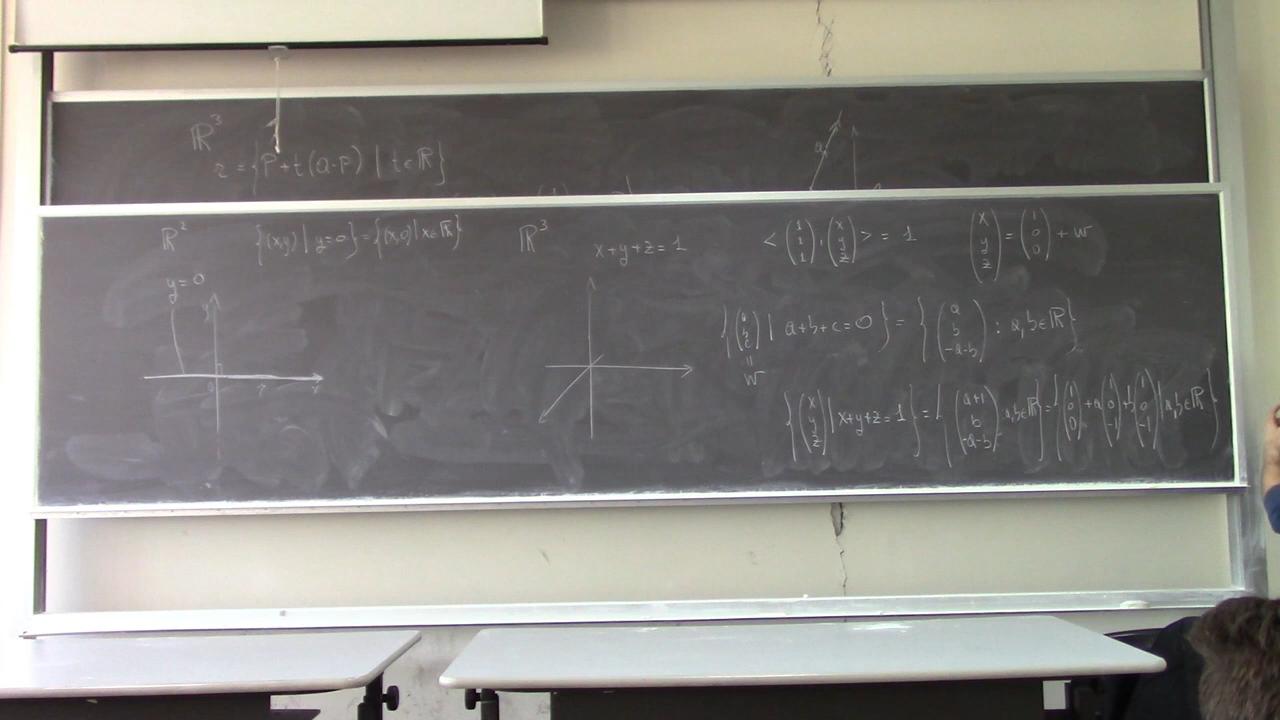 ℝ³
r = {P+t(Q-P) | t∈ℝ}
ℝ²
{(x,y) | y=0} = {(x,0) | x∈ℝ}
y=0
ℝ³
x+y+z=1
< (1 1 1), (x y z) > = 1
(x y z) = (1 0 0) + w
{(a b c) | a+b+c=0} = {(a b -a-b) : a,b∈ℝ}
=
W
{(x y z) | x+y+z=1} = {(a+1 b -a-b) a,b∈ℝ} = {(1 0 0) + a(1 0 -1) + b(1 0 -1) | a,b∈ℝ}